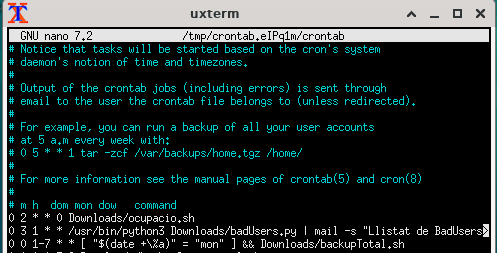 uxterm
GNU nano 7.2 /tmp/crontab.eIPq1m/crontab
# Notice that tasks will be started based on the cron's system
# daemon's notion of time and timezones.
#
# Output of the crontab jobs (including errors) is sent through
# email to the user the crontab file belongs to (unless redirected).
#
# For example, you can run a backup of all your user accounts
# at 5 a.m every week with:
# 0 5 * * 1 tar -zcf /var/backups/home.tgz /home/
#
# For more information see the manual pages of crontab(5) and cron(8)
#
# m h  dom mon dow   command
0 2 * * 0 Downloads/ocupacio.sh
0 3 1 * * /usr/bin/python3 Downloads/badUsers.py | mail -s "Llistat de BadUsers>
0 0 1-7 * * [ "$(date +\%a)" = "mon" ] && Downloads/backupTotal.sh